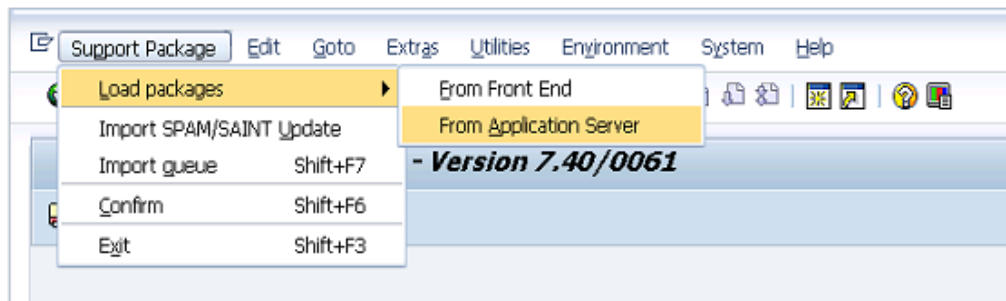 Support Package Edit Goto Extras Utilities Environment System Help
Load packages
From Front End
Import SPAM/SAINT Update
From Application Server
Import queue Shift+F7
- Version 7.40/0061
Confirm Shift+F6
Exit Shift+F3